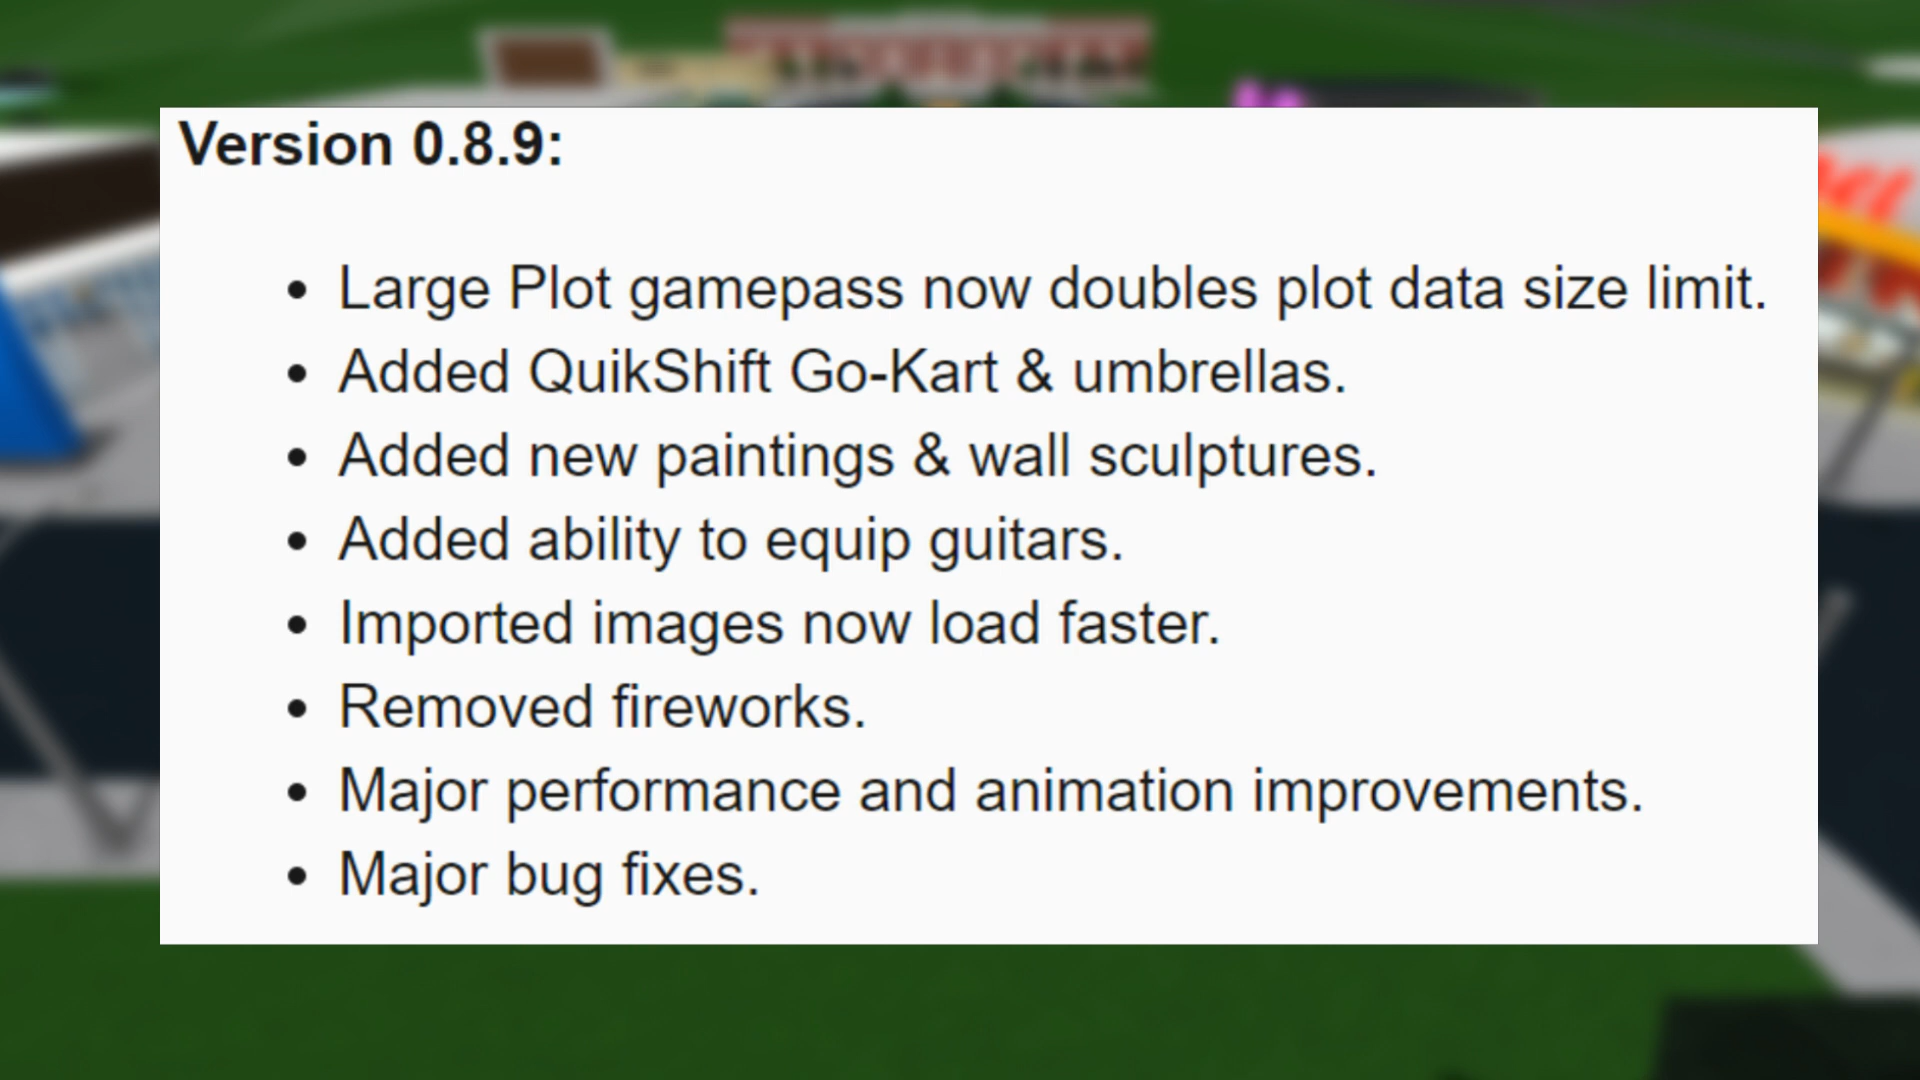 Version 0.8.9:
• Large Plot gamepass now doubles plot data size limit.
• Added QuikShift Go-Kart & umbrellas.
• Added new paintings & wall sculptures.
• Added ability to equip guitars.
• Imported images now load faster.
• Removed fireworks.
• Major performance and animation improvements.
• Major bug fixes.